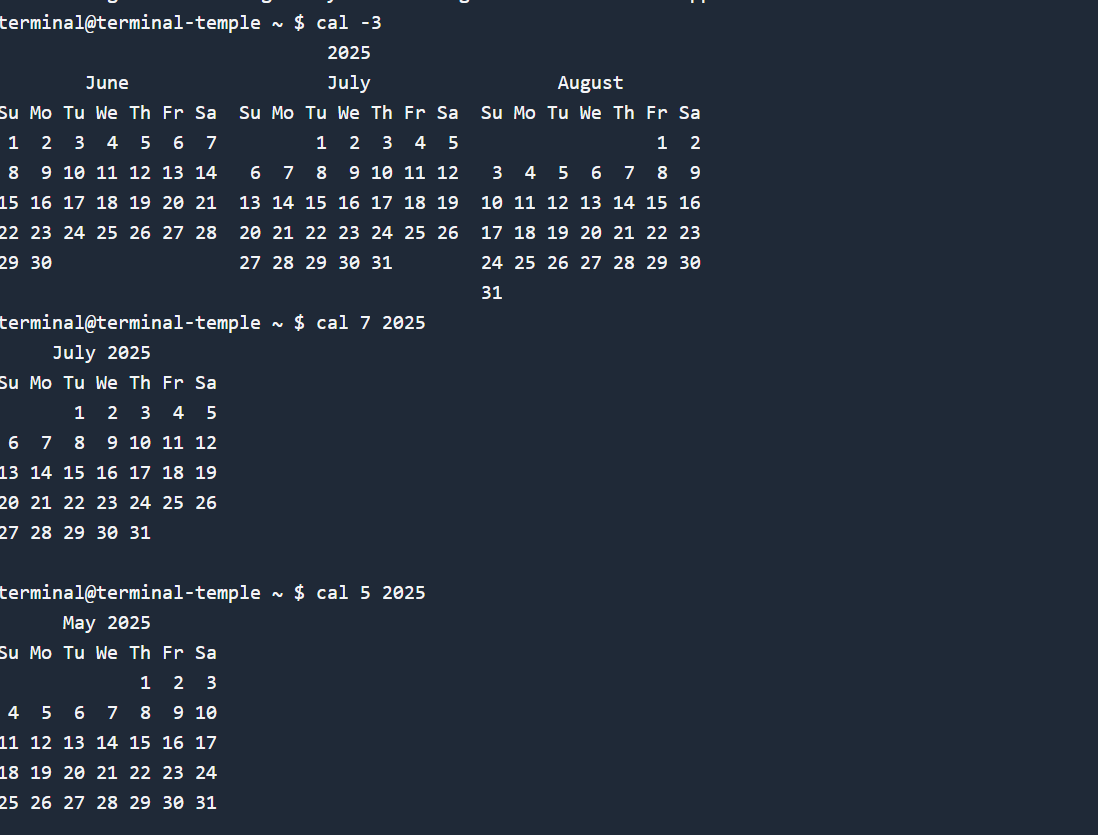 terminal@terminal-temple ~ $ cal -3
                              2025
        June                  July                 August
Su Mo Tu We Th Fr Sa  Su Mo Tu We Th Fr Sa  Su Mo Tu We Th Fr Sa
 1  2  3  4  5  6  7         1  2  3  4  5                  1  2
 8  9 10 11 12 13 14   6  7  8  9 10 11 12   3  4  5  6  7  8  9
15 16 17 18 19 20 21  13 14 15 16 17 18 19  10 11 12 13 14 15 16
22 23 24 25 26 27 28  20 21 22 23 24 25 26  17 18 19 20 21 22 23
29 30                 27 28 29 30 31        24 25 26 27 28 29 30
                                            31
terminal@terminal-temple ~ $ cal 7 2025
     July 2025
Su Mo Tu We Th Fr Sa
       1  2  3  4  5
 6  7  8  9 10 11 12
13 14 15 16 17 18 19
20 21 22 23 24 25 26
27 28 29 30 31

terminal@terminal-temple ~ $ cal 5 2025
      May 2025
Su Mo Tu We Th Fr Sa
             1  2  3
 4  5  6  7  8  9 10
11 12 13 14 15 16 17
18 19 20 21 22 23 24
25 26 27 28 29 30 31